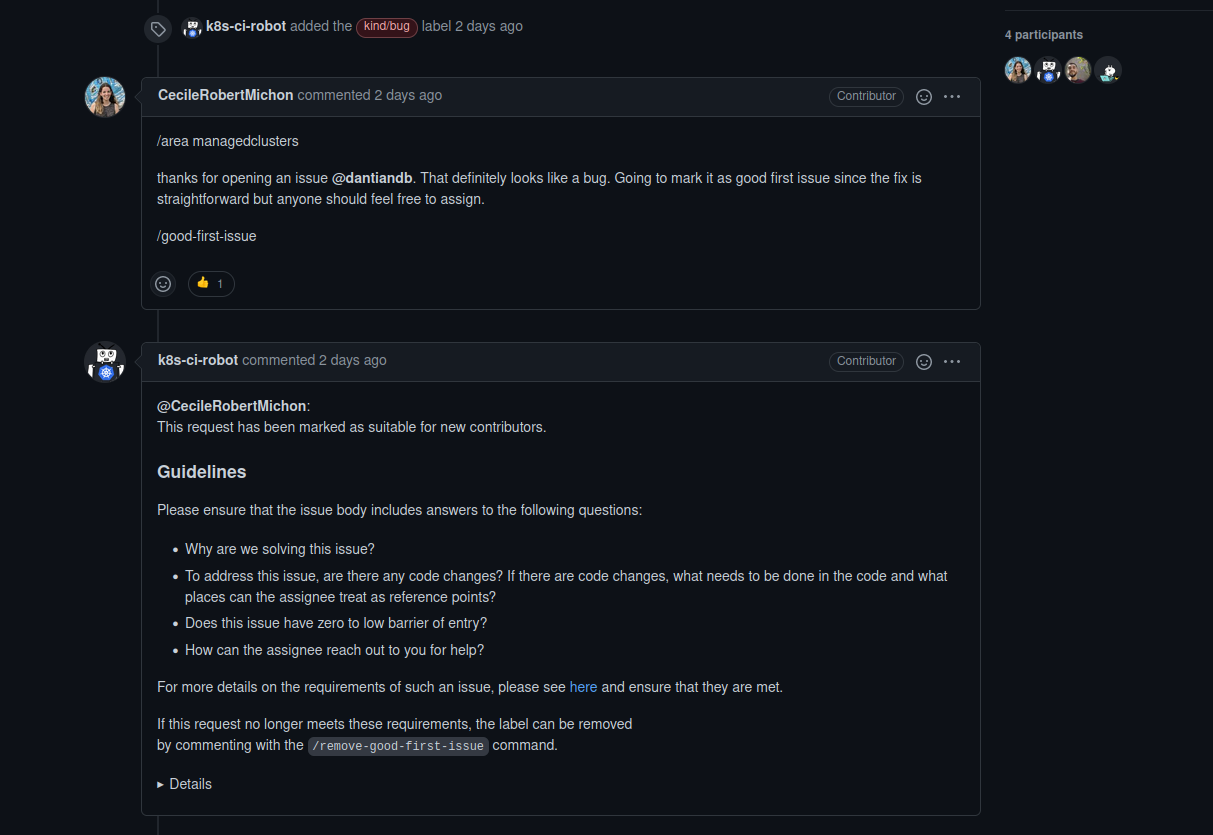 k8s-ci-robot added the kind/bug label 2 days ago
4 participants
CecileRobertMichon commented 2 days ago Contributor
/area managedclusters
thanks for opening an issue @dantiandb. That definitely looks like a bug. Going to mark it as good first issue since the fix is
straightforward but anyone should feel free to assign.
/good-first-issue
👍 1
k8s-ci-robot commented 2 days ago Contributor
@CecileRobertMichon:
This request has been marked as suitable for new contributors.
Guidelines
Please ensure that the issue body includes answers to the following questions:
• Why are we solving this issue?
• To address this issue, are there any code changes? If there are code changes, what needs to be done in the code and what
places can the assignee treat as reference points?
• Does this issue have zero to low barrier of entry?
• How can the assignee reach out to you for help?
For more details on the requirements of such an issue, please see here and ensure that they are met.
If this request no longer meets these requirements, the label can be removed
by commenting with the /remove-good-first-issue command.
▸ Details